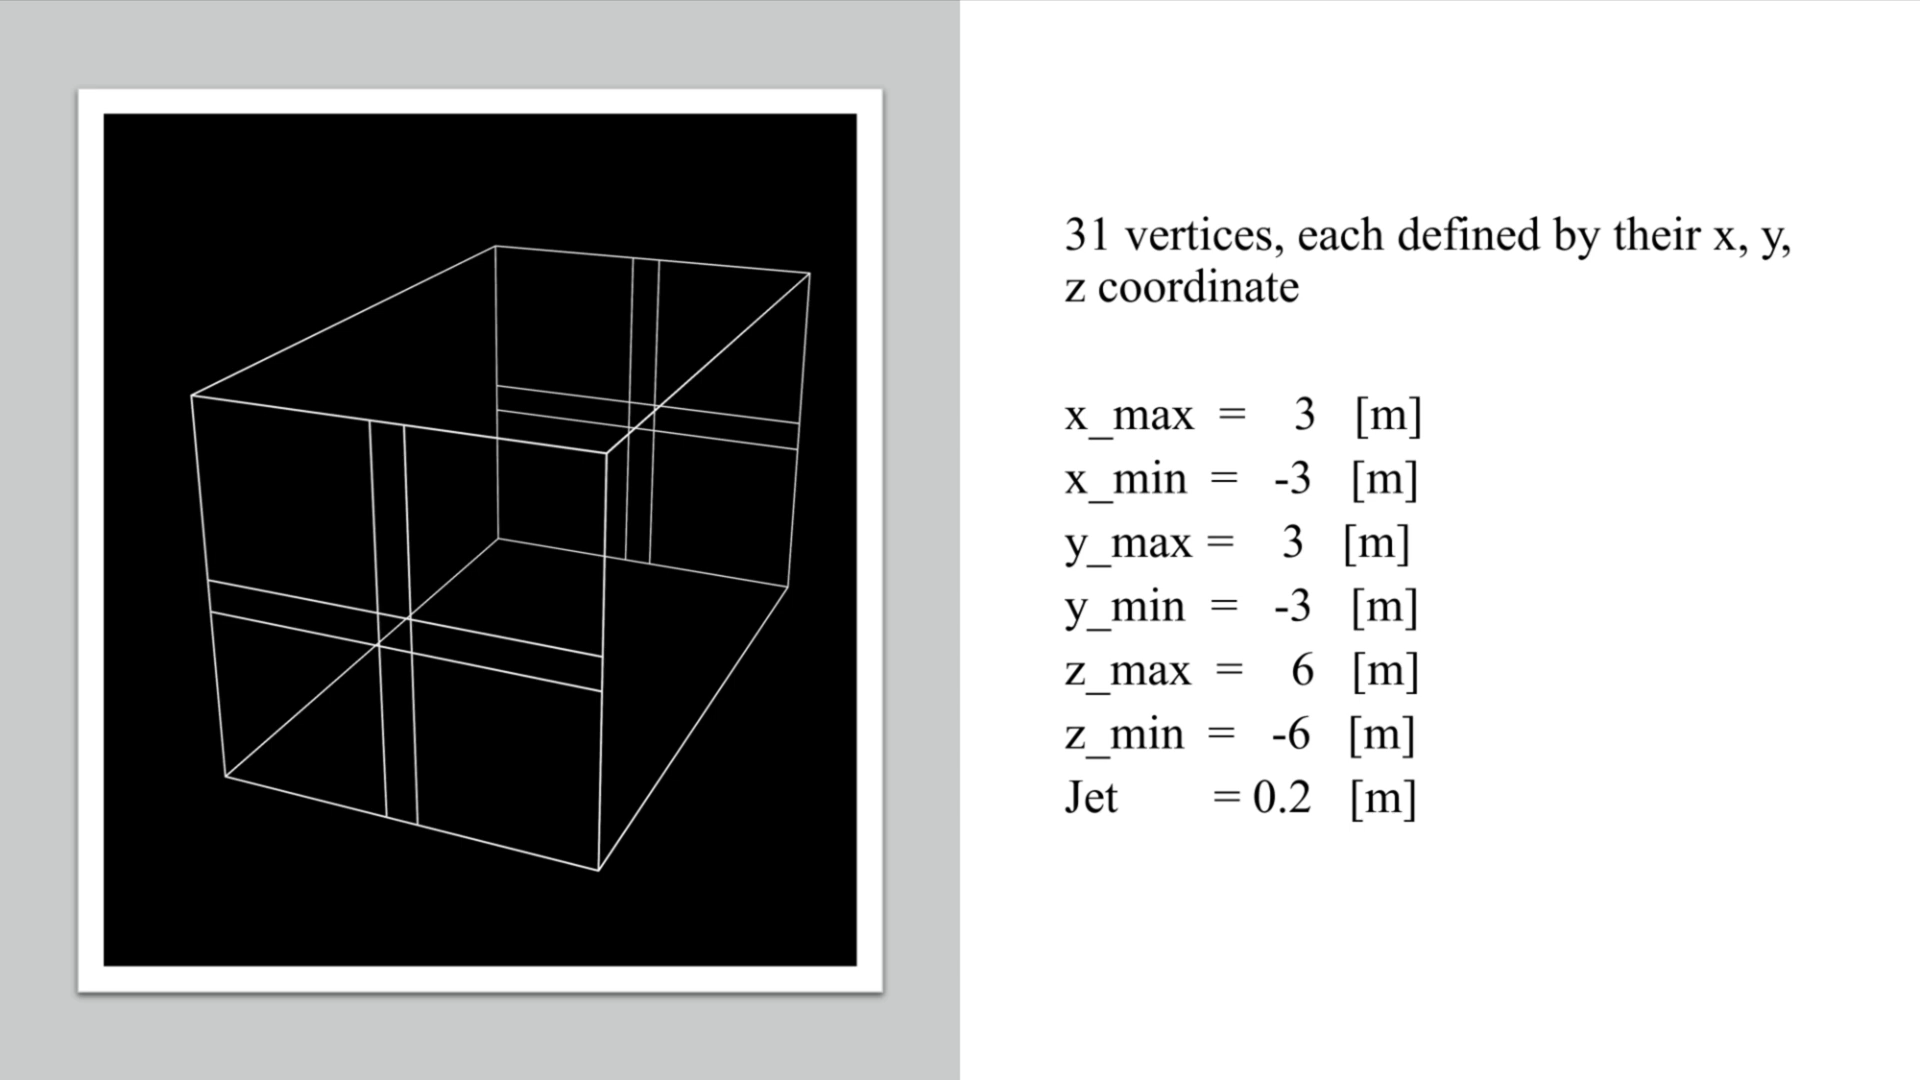 31 vertices, each defined by their x, y,
z coordinate
x_max = 3 [m]
x_min = -3 [m]
y_max = 3 [m]
y_min = -3 [m]
z_max = 6 [m]
z_min = -6 [m]
Jet = 0.2 [m]